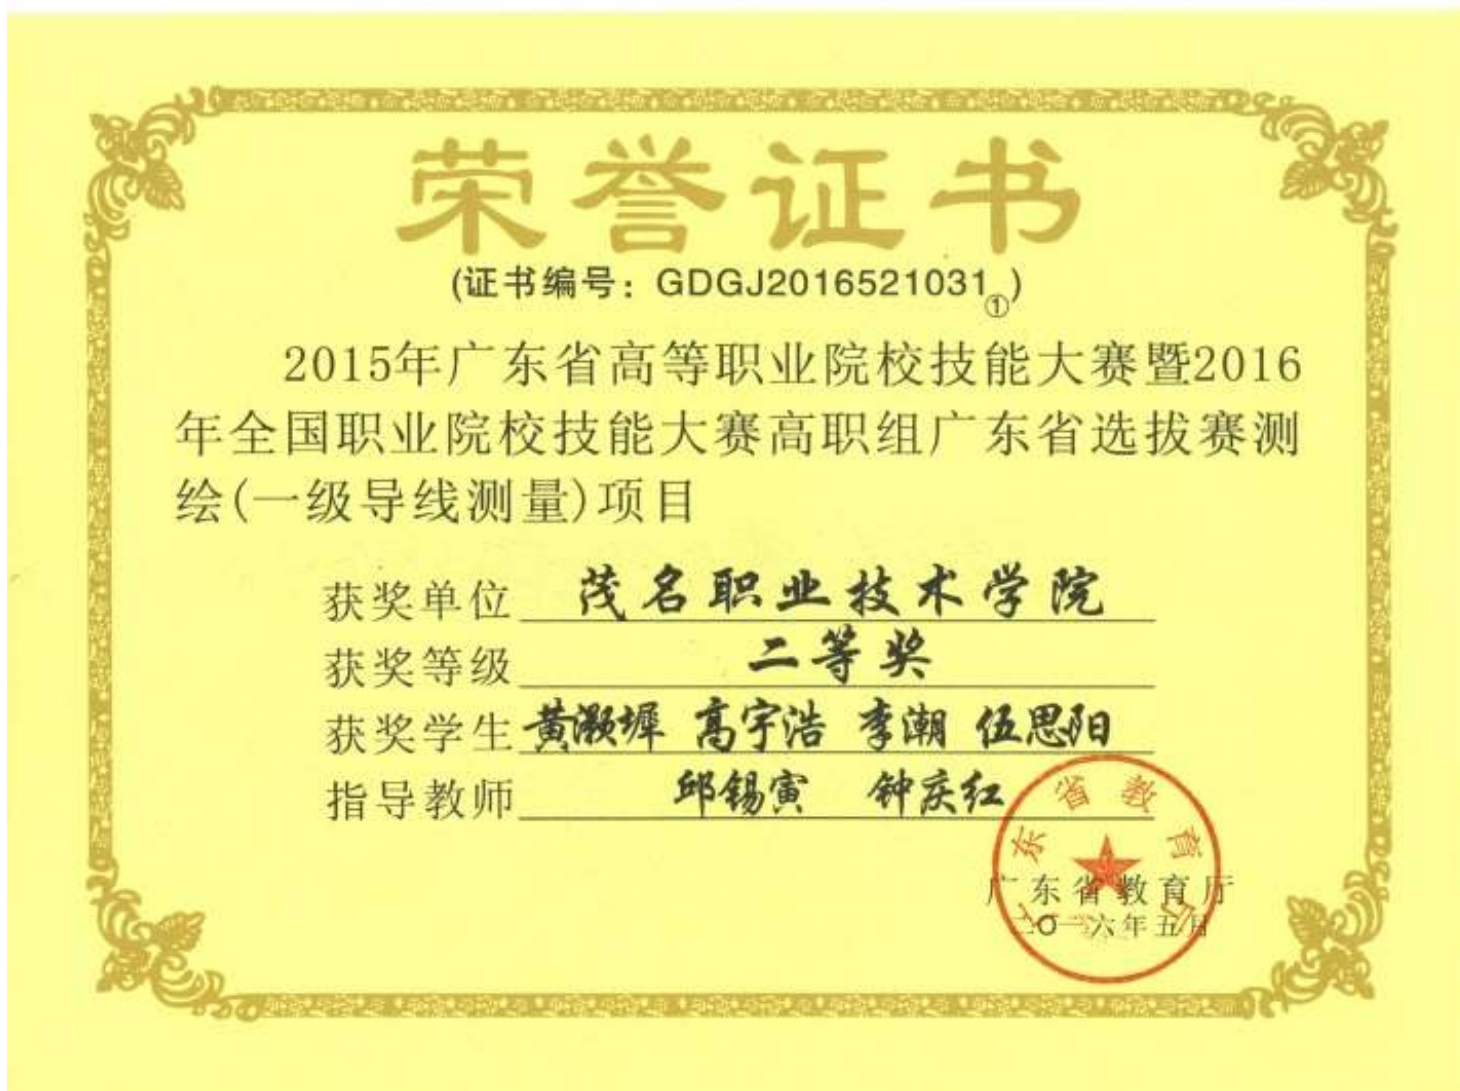 荣誉证书
(证书编号：GDGJ2016521031①)
2015年广东省高等职业院校技能大赛暨2016
年全国职业院校技能大赛高职组广东省选拔赛测
绘(一级导线测量)项目
获奖单位 茂名职业技术学院
获奖等级 二等奖
获奖学生 黄灏墀 高宇浩 李潮 伍思阳
指导教师 邱锡寅 钟庆红
广东省教育厅
广东省教育厅
二〇一六年五月